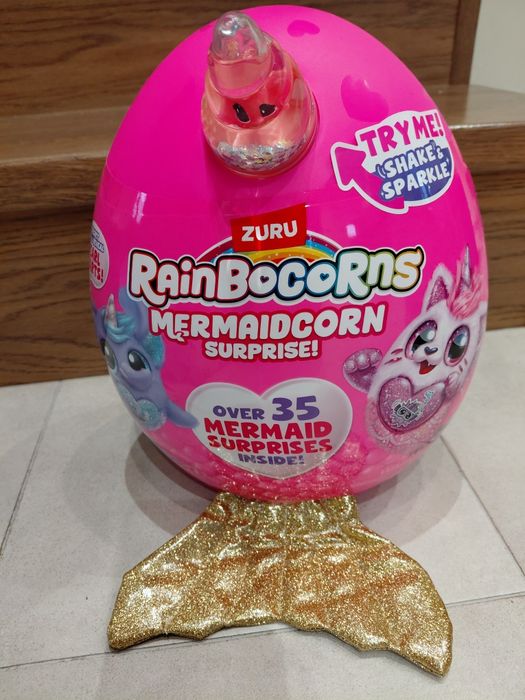 TRY ME!
SHAKE &
SPARKLE
ZURU
RainBocoRns
MERMAIDCORN
SURPRISE!
OVER 35
MERMAID
SURPRISES
INSIDE!